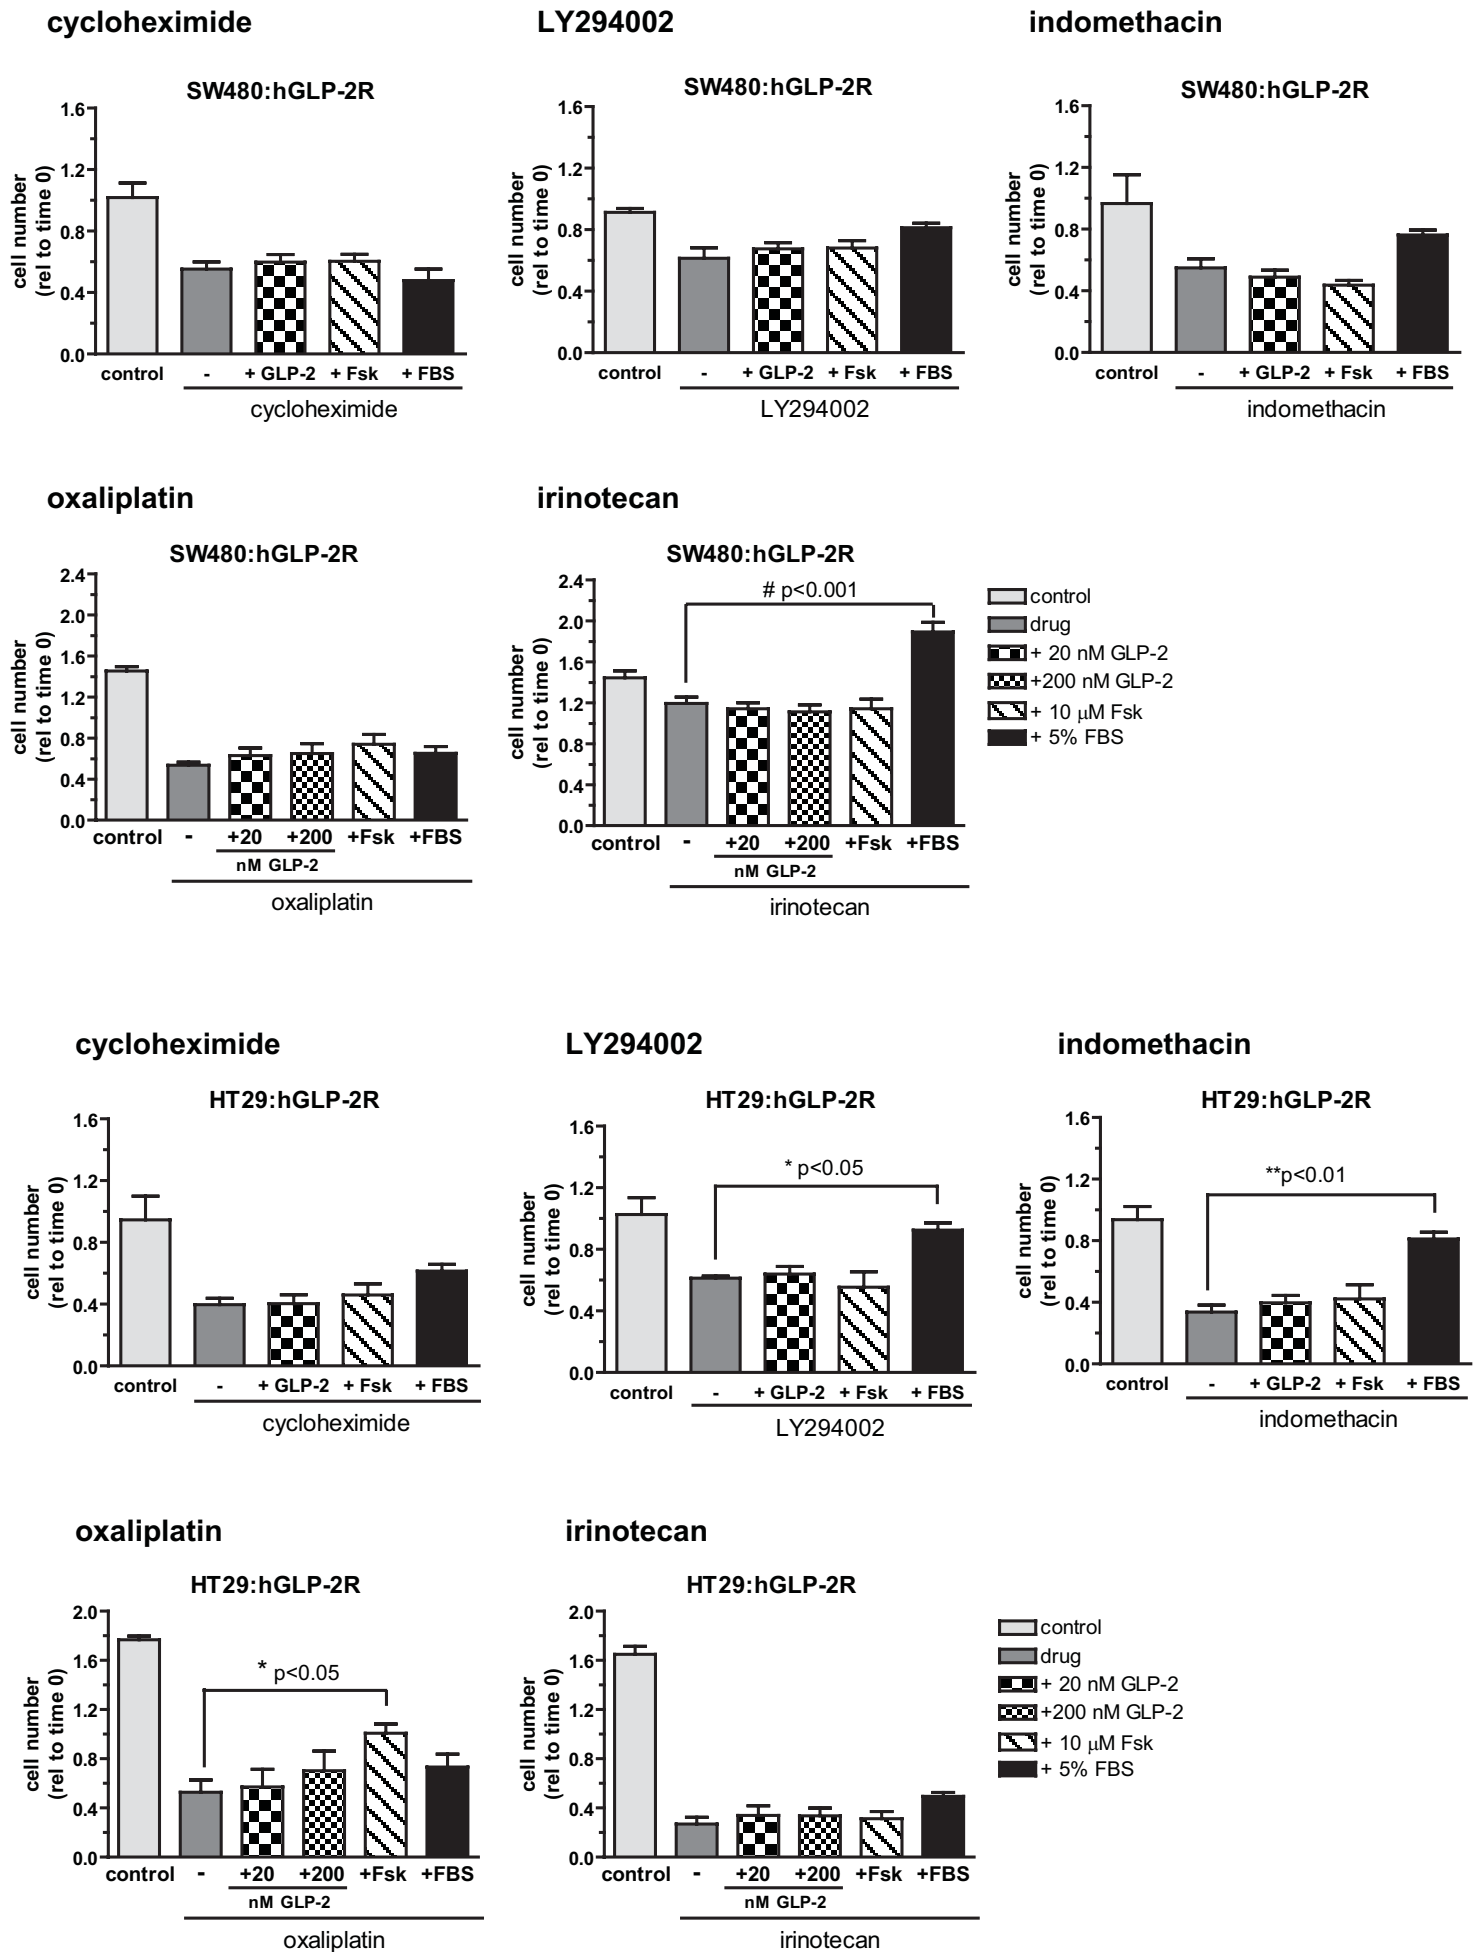 cycloheximide
LY294002
indomethacin
SW480:hGLP-2R
cell number
(rel to time 0)
1.6
1.2
0.8
0.4
0.0
control - + GLP-2 + Fsk + FBS
cycloheximide
SW480:hGLP-2R
cell number
(rel to time 0)
1.6
1.2
0.8
0.4
0.0
control - + GLP-2 + Fsk + FBS
LY294002
SW480:hGLP-2R
cell number
(rel to time 0)
1.6
1.2
0.8
0.4
0.0
control - + GLP-2 + Fsk + FBS
indomethacin
oxaliplatin
irinotecan
SW480:hGLP-2R
cell number
(rel to time 0)
2.4
2.0
1.6
1.2
0.8
0.4
0.0
control - +20 +200 +Fsk +FBS
nM GLP-2
oxaliplatin
SW480:hGLP-2R
# p<0.001
cell number
(rel to time 0)
2.4
2.0
1.6
1.2
0.8
0.4
0.0
control - +20 +200 +Fsk +FBS
nM GLP-2
irinotecan
control
drug
+ 20 nM GLP-2
+200 nM GLP-2
+ 10 μM Fsk
+ 5% FBS
cycloheximide
LY294002
indomethacin
HT29:hGLP-2R
cell number
(rel to time 0)
1.6
1.2
0.8
0.4
0.0
control - + GLP-2 + Fsk + FBS
cycloheximide
HT29:hGLP-2R
* p<0.05
cell number
(rel to time 0)
1.6
1.2
0.8
0.4
0.0
control - + GLP-2 + Fsk + FBS
LY294002
HT29:hGLP-2R
**p<0.01
cell number
(rel to time 0)
1.6
1.2
0.8
0.4
0.0
control - + GLP-2 + Fsk + FBS
indomethacin
oxaliplatin
irinotecan
HT29:hGLP-2R
* p<0.05
cell number
(rel to time 0)
2.0
1.6
1.2
0.8
0.4
0.0
control - +20 +200 +Fsk +FBS
nM GLP-2
oxaliplatin
HT29:hGLP-2R
cell number
(rel to time 0)
2.0
1.6
1.2
0.8
0.4
0.0
control - +20 +200 +Fsk +FBS
nM GLP-2
irinotecan
control
drug
+ 20 nM GLP-2
+200 nM GLP-2
+ 10 μM Fsk
+ 5% FBS